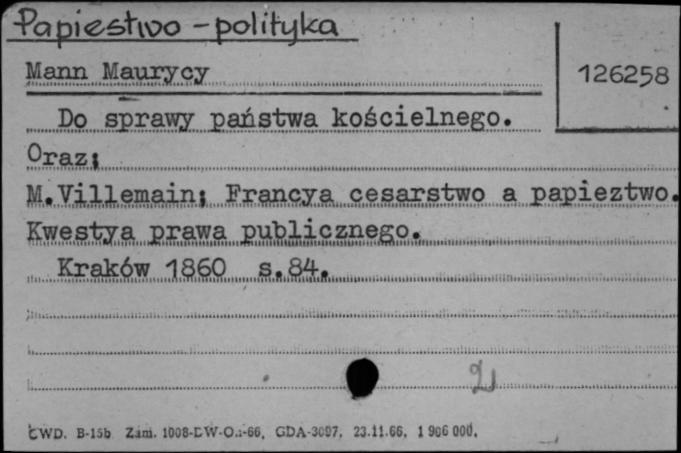 Papiestwo - polityka
Mann Maurycy
126258
Do sprawy państwa kościelnego.
Oraz:
M.Villemain: Francya cesarstwo a papieztwo.
Kwestya prawa publicznego.
Kraków 1860 s.84.
CWD. B-15b Zam. 1008-CW-O.:-66, GDA-3097, 23.11.66, 1 906 000.